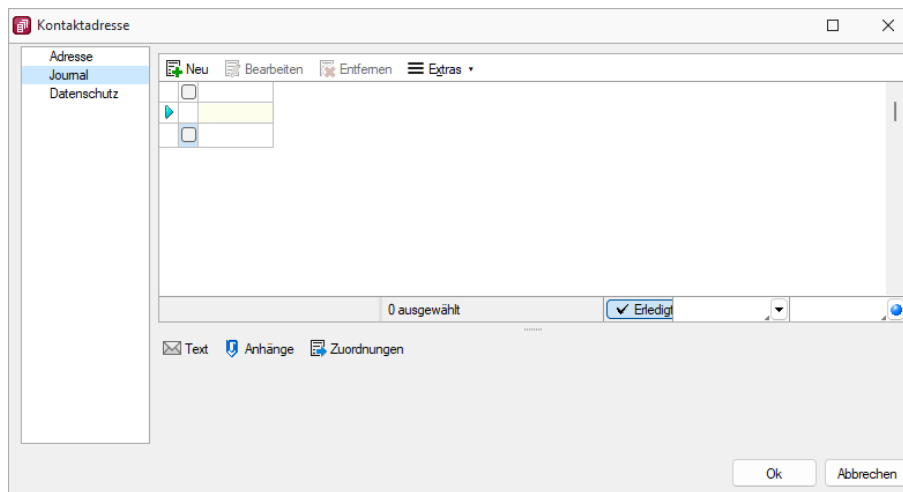 Kontaktadresse
Adresse
Journal
Datenschutz
Neu Bearbeiten Entfernen Extras
0 ausgewählt Erledigt
Text Anhänge Zuordnungen
Ok Abbrechen